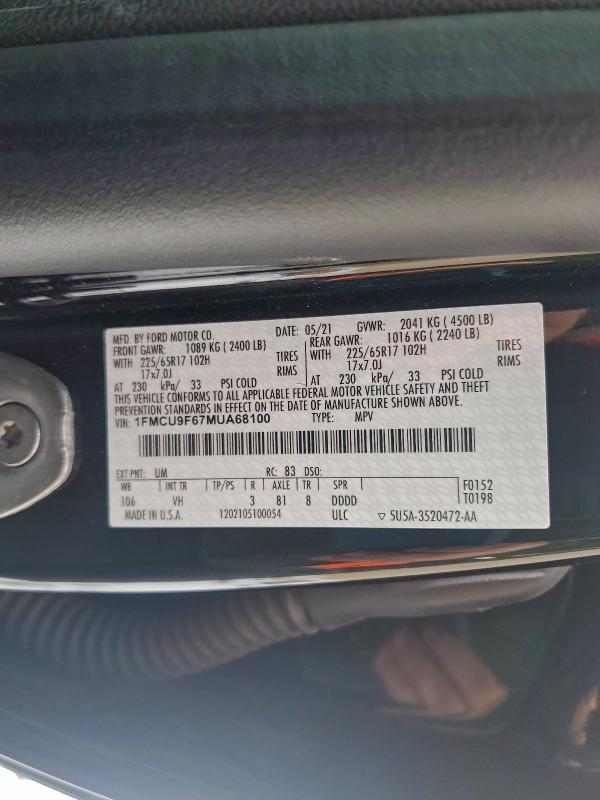 MFD. BY FORD MOTOR CO. DATE: 05/21 GVWR: 2041 KG ( 4500 LB)
FRONT GAWR: 1089 KG ( 2400 LB) REAR GAWR: 1016 KG ( 2240 LB)
WITH 225/65R17 102H TIRES WITH 225/65R17 102H TIRES
17x7.0J RIMS 17x7.0J RIMS
AT 230 kPa/ 33 PSI COLD AT 230 kPa/ 33 PSI COLD
THIS VEHICLE CONFORMS TO ALL APPLICABLE FEDERAL MOTOR VEHICLE SAFETY AND THEFT
PREVENTION STANDARDS IN EFFECT ON THE DATE OF MANUFACTURE SHOWN ABOVE.
VIN: 1FMCU9F67MUA68100 TYPE: MPV
EXT PNT: UM RC: 83 DSO:
WB INT TR TP/PS R AXLE TR SPR F0152
106 VH 3 81 8 DDDD T0198
MADE IN U.S.A. 1202105100054 ULC ▽ 5U5A-3520472-AA